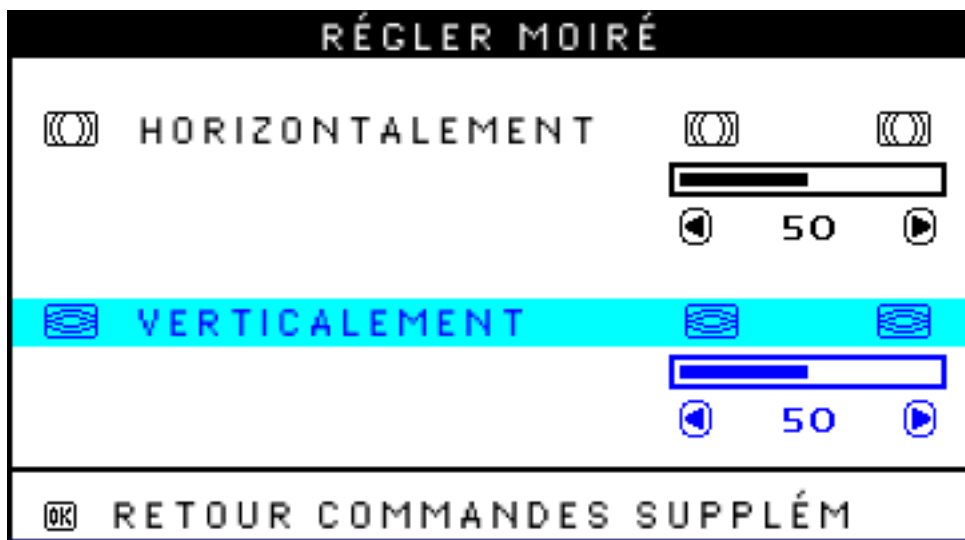 RÉGLER MOIRÉ
HORIZONTALEMENT
50
VERTICALEMENT
50
OK RETOUR COMMANDES SUPPLÉM